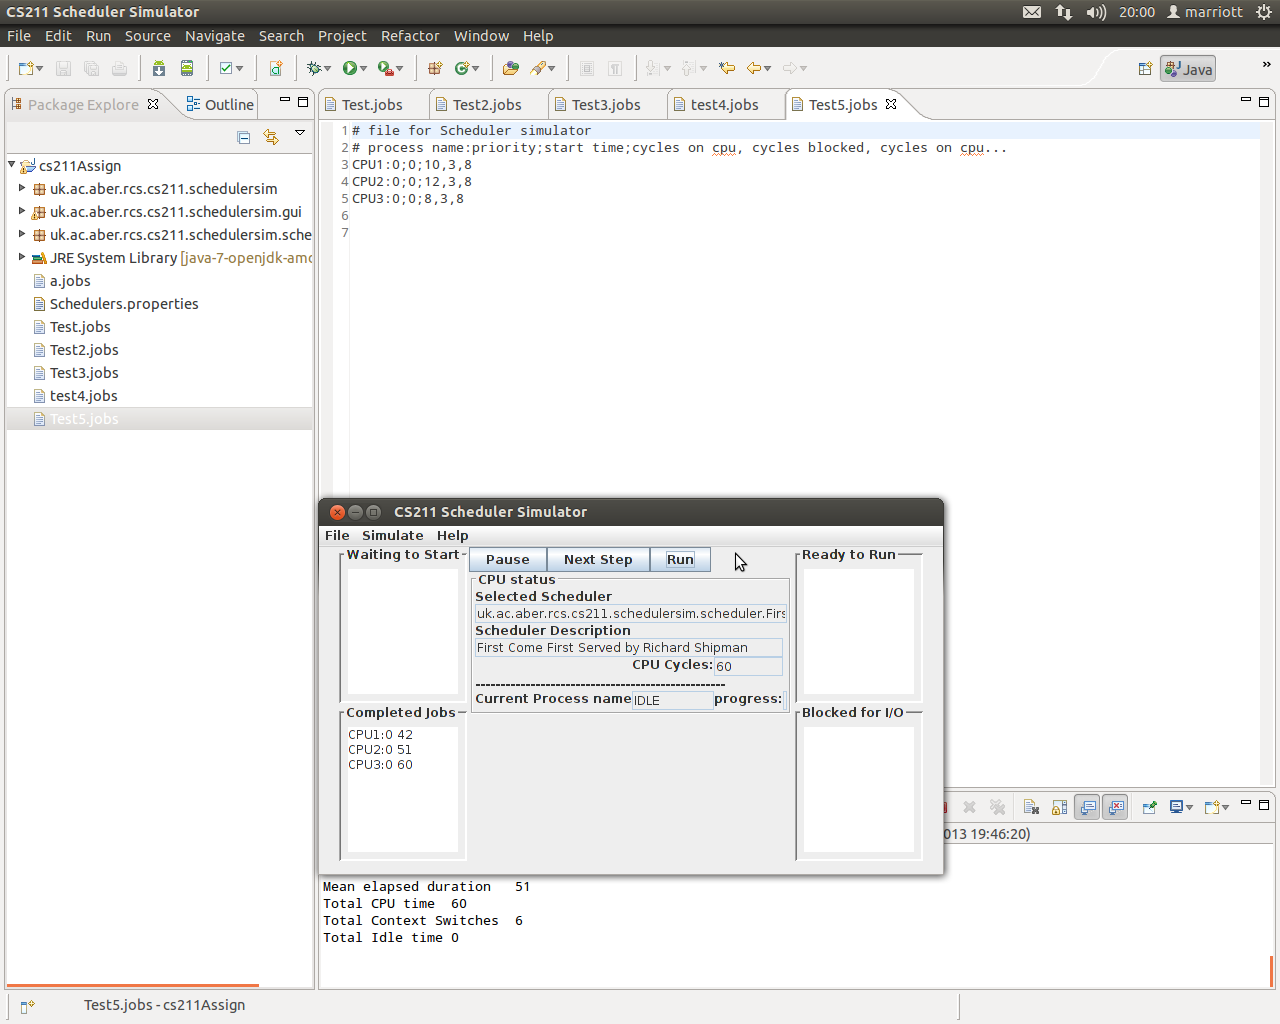 CS211 Scheduler Simulator
20:00 marriott
File Edit Run Source Navigate Search Project Refactor Window Help
Java
Package Explore
Outline
Test.jobs
Test2.jobs
Test3.jobs
test4.jobs
Test5.jobs
cs211Assign
uk.ac.aber.rcs.cs211.schedulersim
uk.ac.aber.rcs.cs211.schedulersim.gui
uk.ac.aber.rcs.cs211.schedulersim.sche
JRE System Library [java-7-openjdk-amd
a.jobs
Schedulers.properties
Test.jobs
Test2.jobs
Test3.jobs
test4.jobs
Test5.jobs
1 # file for Scheduler simulator
2 # process name:priority;start time;cycles on cpu, cycles blocked, cycles on cpu...
3 CPU1:0;0;10,3,8
4 CPU2:0;0;12,3,8
5 CPU3:0;0;8,3,8
6
7
CS211 Scheduler Simulator
File Simulate Help
Waiting to Start
Pause Next Step Run
Ready to Run
CPU status
Selected Scheduler
uk.ac.aber.rcs.cs211.schedulersim.scheduler.Firs
Scheduler Description
First Come First Served by Richard Shipman
CPU Cycles: 60
--------------------------------------------------
Current Process name IDLE progress:
Completed Jobs
CPU1:0 42
CPU2:0 51
CPU3:0 60
Blocked for I/O
013 19:46:20)
Mean elapsed duration 51
Total CPU time 60
Total Context Switches 6
Total Idle time 0
Test5.jobs - cs211Assign